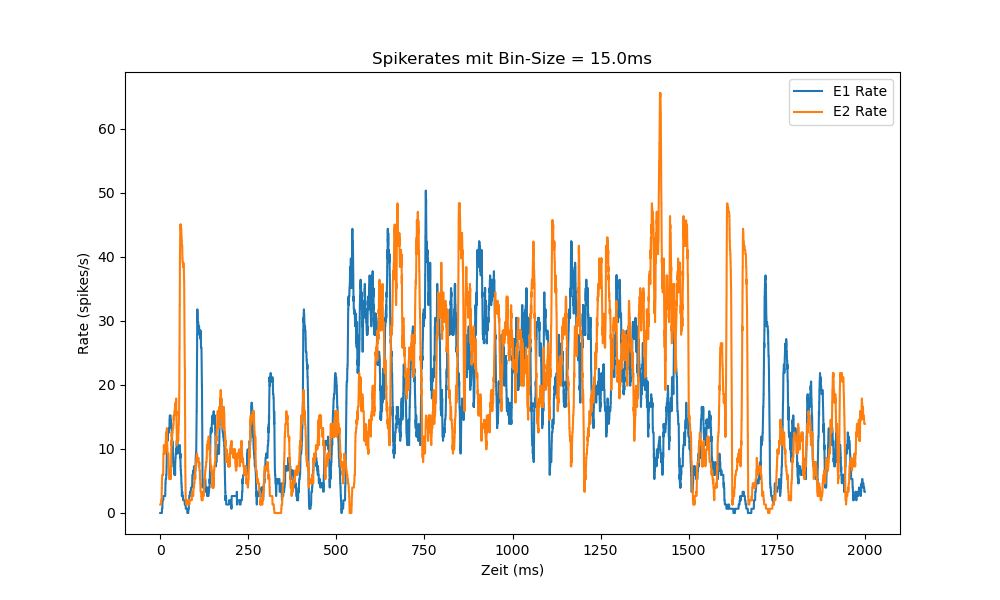 Spikerates mit Bin-Size = 15.0ms
E1 Rate
E2 Rate
Rate (spikes/s)
60
50
40
30
20
10
0
0 250 500 750 1000 1250 1500 1750 2000
Zeit (ms)